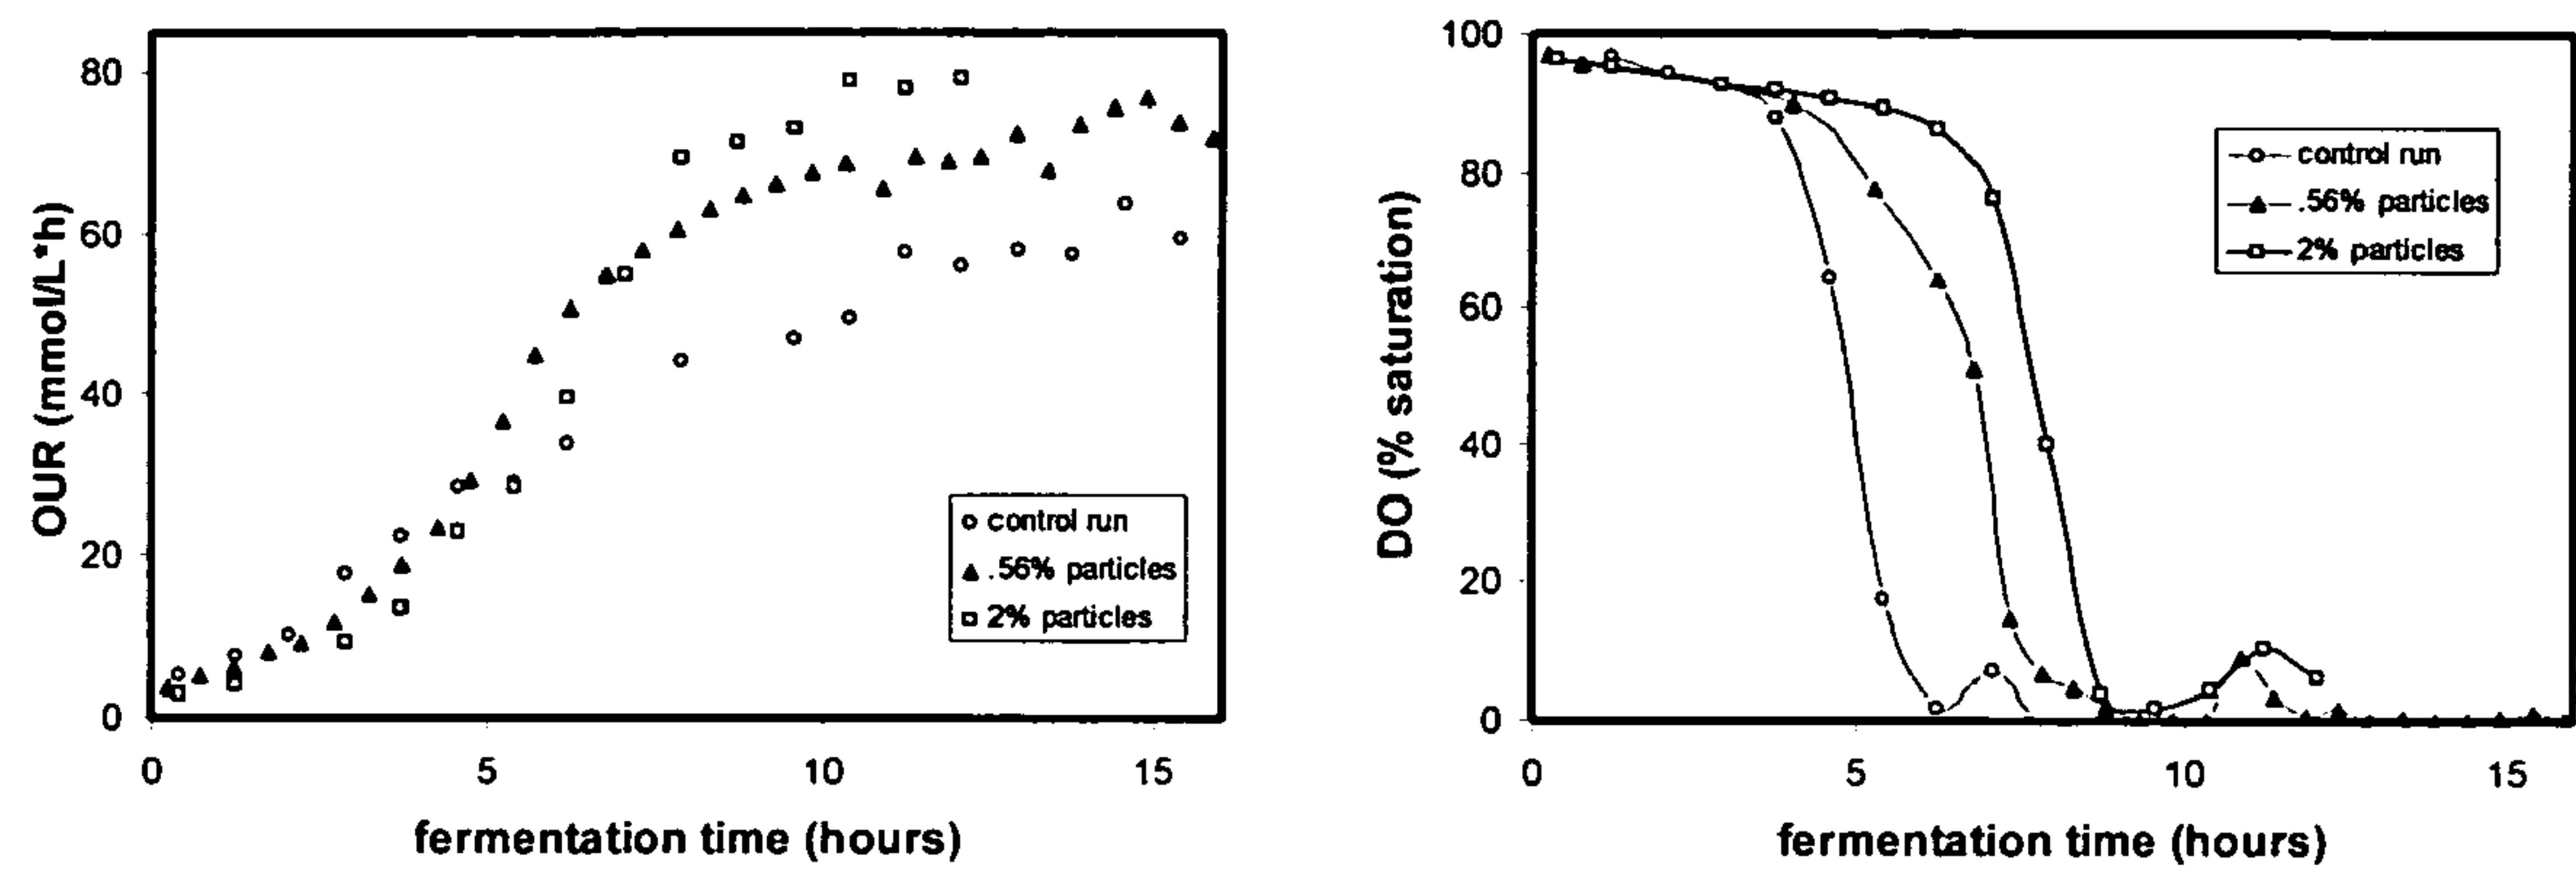 80
60
40
20
0
OUR (mmol/L*h)
control run
.56% particles
2% particles
0 5 10 15
fermentation time (hours)
100
80
60
40
20
0
DO (% saturation)
control run
.56% particles
2% particles
0 5 10 15
fermentation time (hours)